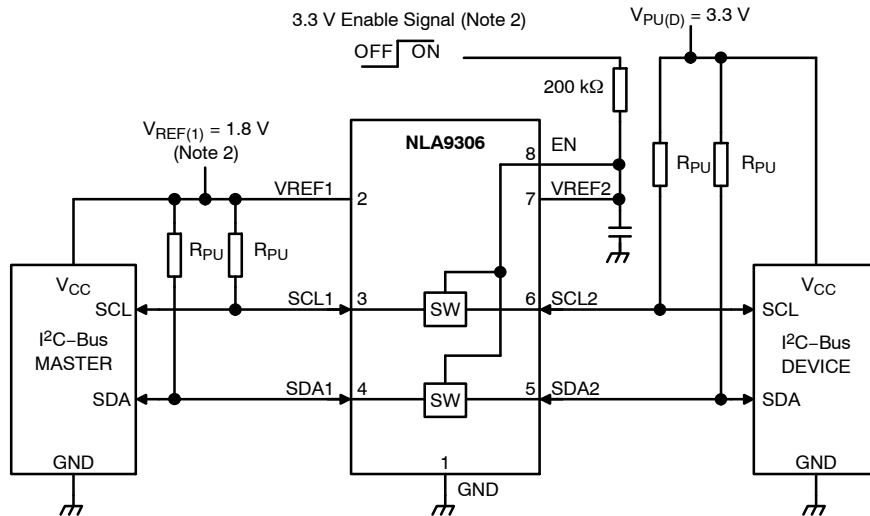 3.3 V Enable Signal (Note 2)
OFF ON
V_PU(D) = 3.3 V
200 kΩ
V_REF(1) = 1.8 V
(Note 2)
NLA9306
8 EN
R_PU R_PU
VREF1 2
7 VREF2
R_PU R_PU
V_CC
V_CC
SCL SCL1 3 SW 6 SCL2 SCL
I²C–Bus
MASTER
I²C–Bus
DEVICE
SDA SDA1 4 SW 5 SDA2 SDA
GND
1
GND
GND